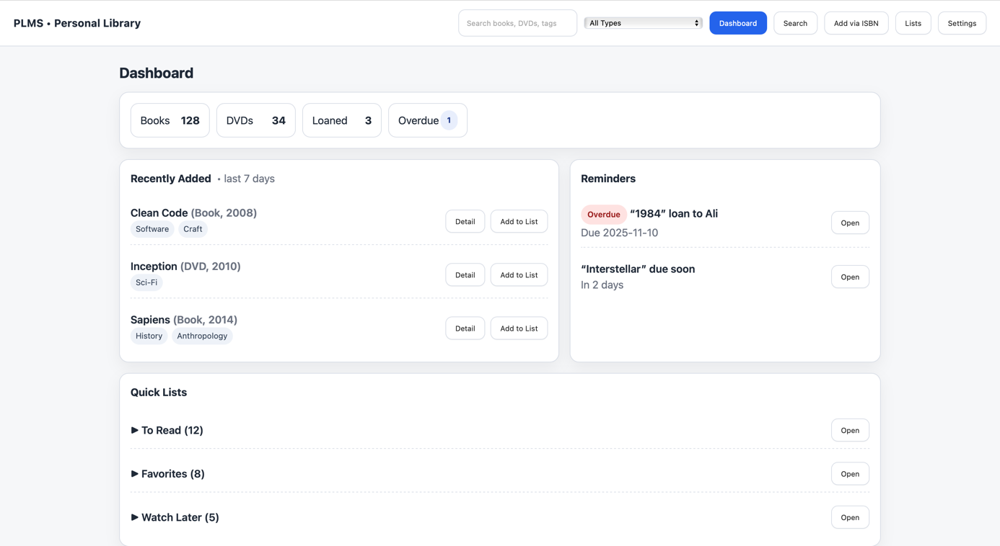 PLMS • Personal Library
Search books, DVDs, tags
All Types
Dashboard
Search
Add via ISBN
Lists
Settings
Dashboard
Books 128
DVDs 34
Loaned 3
Overdue 1
Recently Added • last 7 days
Clean Code (Book, 2008)
Software Craft
Detail
Add to List
Inception (DVD, 2010)
Sci-Fi
Detail
Add to List
Sapiens (Book, 2014)
History Anthropology
Detail
Add to List
Reminders
Overdue “1984” loan to Ali
Due 2025-11-10
Open
“Interstellar” due soon
In 2 days
Open
Quick Lists
To Read (12)
Open
Favorites (8)
Open
Watch Later (5)
Open